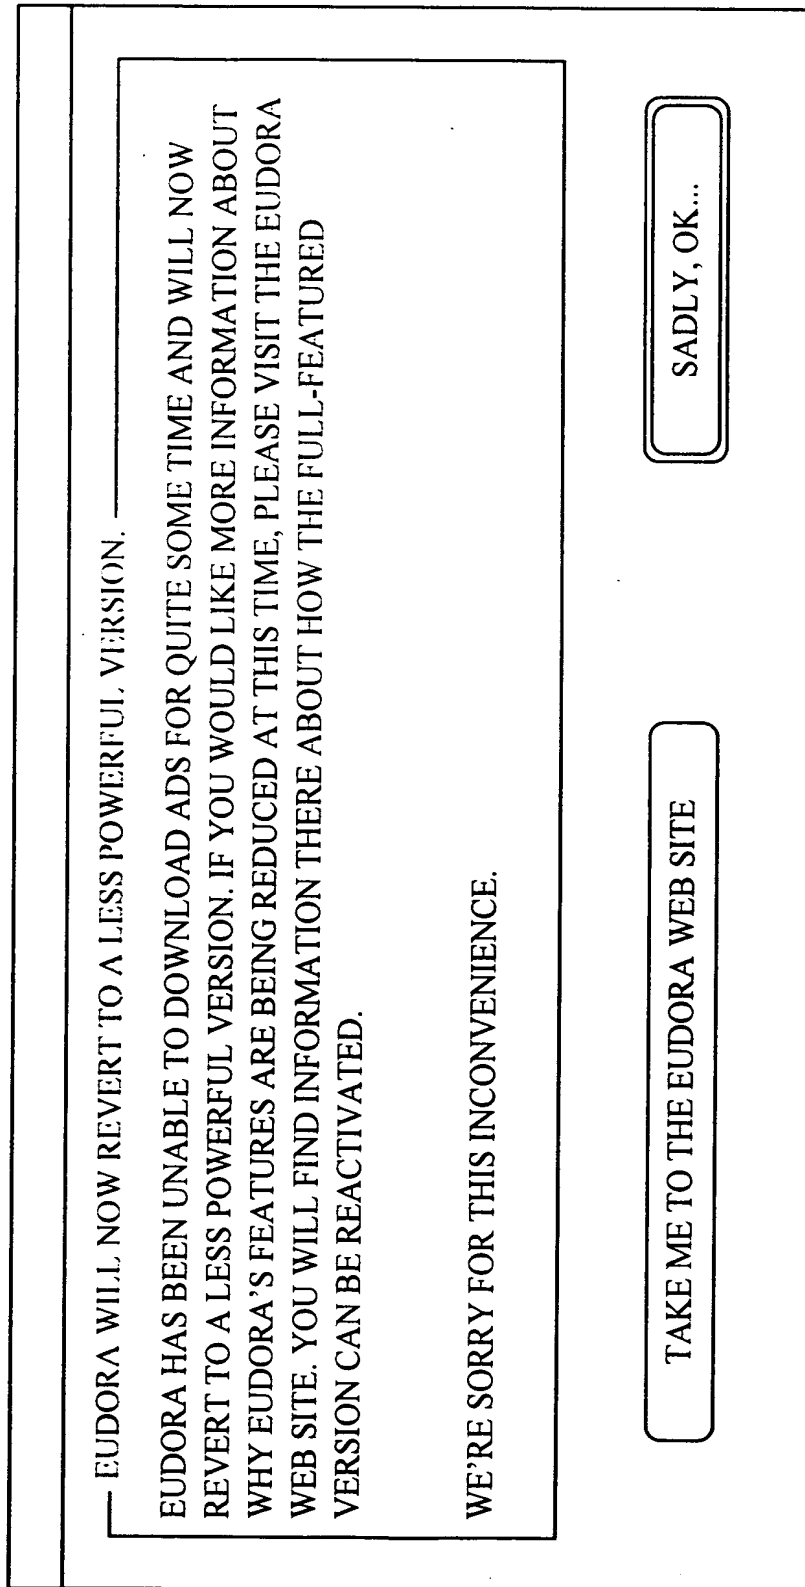 EUDORA WILL NOW REVERT TO A LESS POWERFUL VERSION.
EUDORA HAS BEEN UNABLE TO DOWNLOAD ADS FOR QUITE SOME TIME AND WILL NOW
REVERT TO A LESS POWERFUL VERSION. IF YOU WOULD LIKE MORE INFORMATION ABOUT
WHY EUDORA'S FEATURES ARE BEING REDUCED AT THIS TIME, PLEASE VISIT THE EUDORA
WEB SITE. YOU WILL FIND INFORMATION THERE ABOUT HOW THE FULL-FEATURED
VERSION CAN BE REACTIVATED.
WE'RE SORRY FOR THIS INCONVENIENCE.
TAKE ME TO THE EUDORA WEB SITE
SADLY, OK...